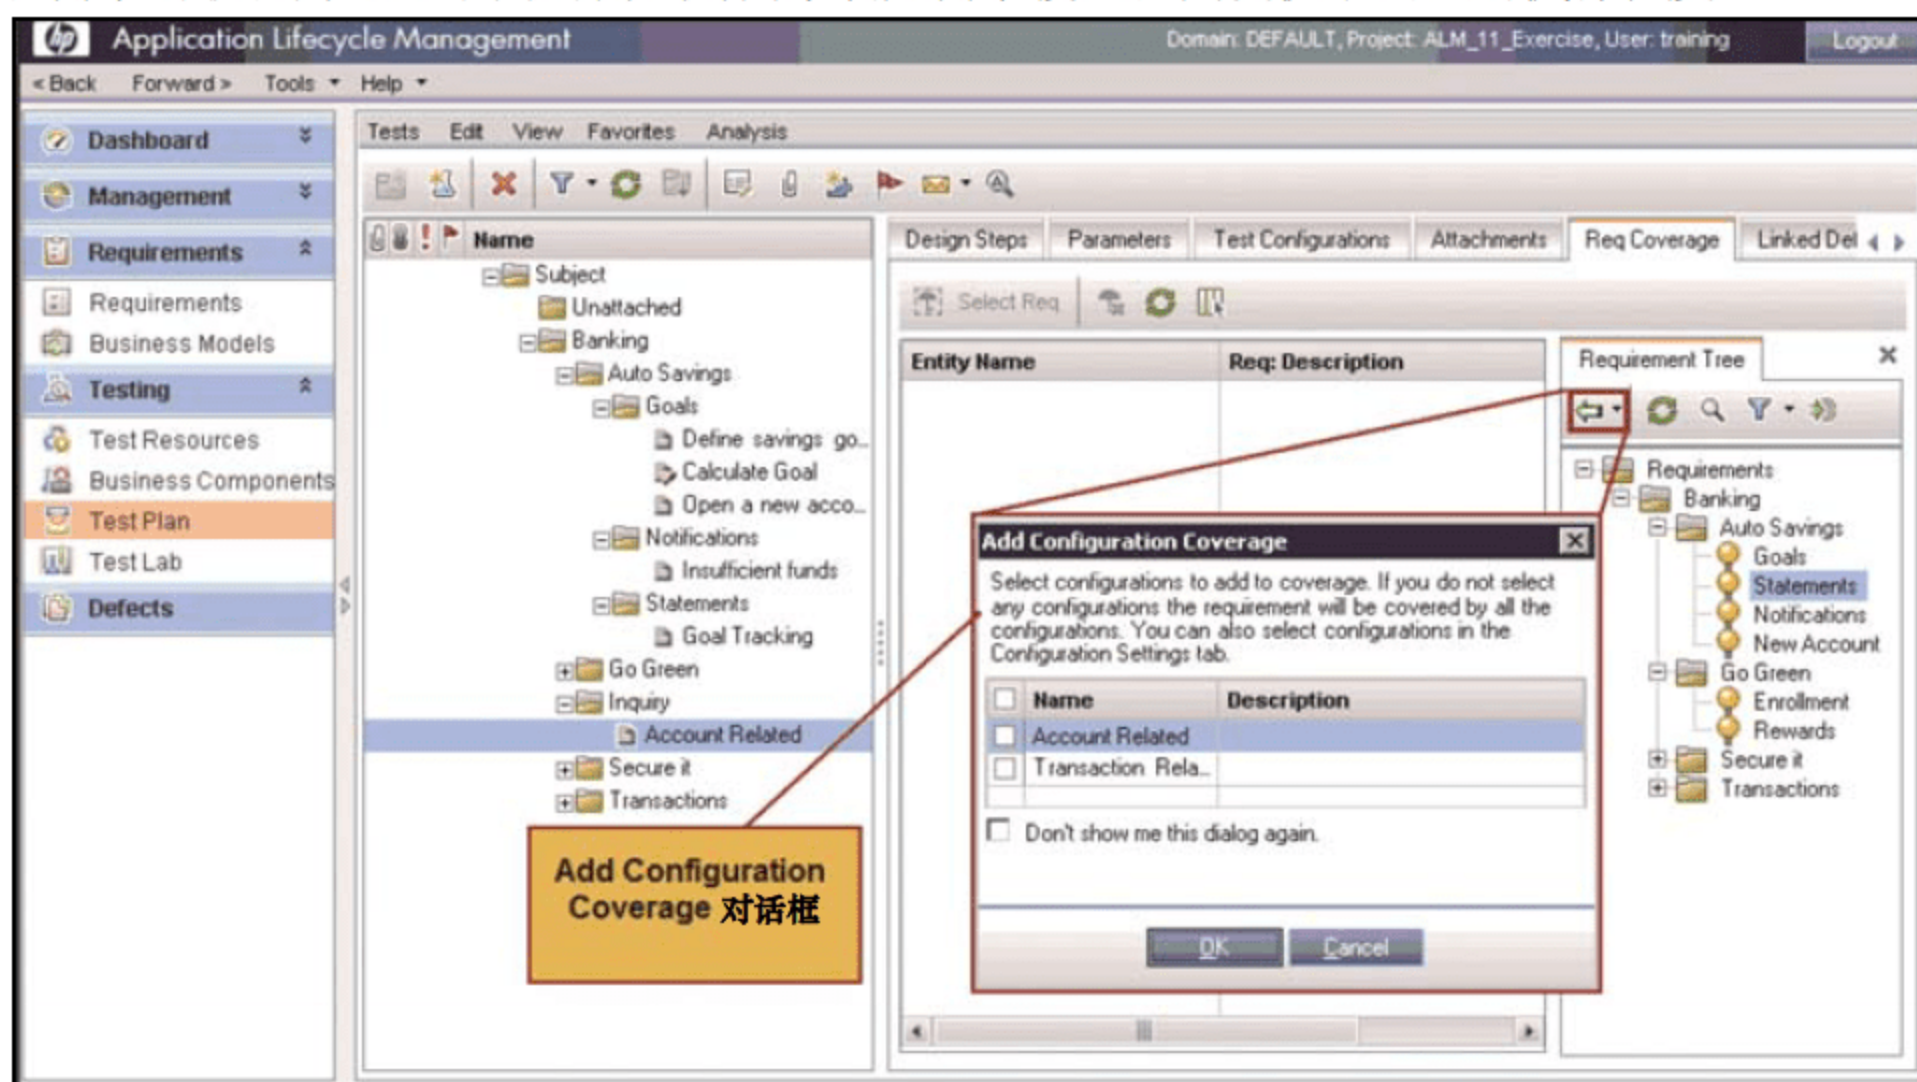 hp Application Lifecycle Management
Domain: DEFAULT, Project: ALM_11_Exercise, User: training
Logout
< Back Forward > Tools Help
Dashboard
Management
Requirements
Requirements
Business Models
Testing
Test Resources
Business Components
Test Plan
Test Lab
Defects
Tests Edit View Favorites Analysis
Name
Subject
Unattached
Banking
Auto Savings
Goals
Define savings go...
Calculate Goal
Open a new acco...
Notifications
Insufficient funds
Statements
Goal Tracking
Go Green
Inquiry
Account Related
Secure it
Transactions
Add Configuration
Coverage 对话框
Design Steps Parameters Test Configurations Attachments Req Coverage Linked Def
Select Req
Entity Name Req: Description
Add Configuration Coverage
Select configurations to add to coverage. If you do not select
any configurations the requirement will be covered by all the
configurations. You can also select configurations in the
Configuration Settings tab.
Name Description
Account Related
Transaction Rela...
Don't show me this dialog again.
OK Cancel
Requirement Tree
Requirements
Banking
Auto Savings
Goals
Statements
Notifications
New Account
Go Green
Enrollment
Rewards
Secure it
Transactions